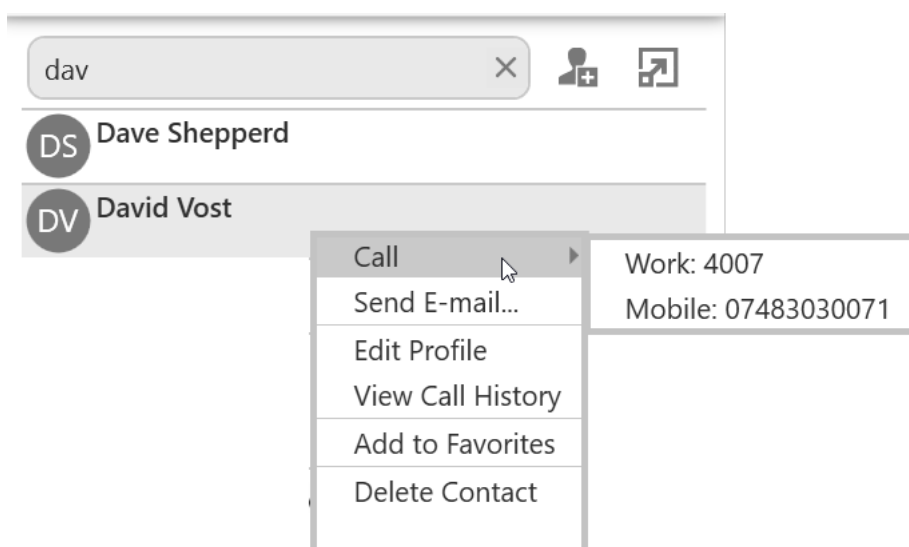 dav
DS Dave Shepperd
DV David Vost
Call
Work: 4007
Send E-mail...
Mobile: 07483030071
Edit Profile
View Call History
Add to Favorites
Delete Contact